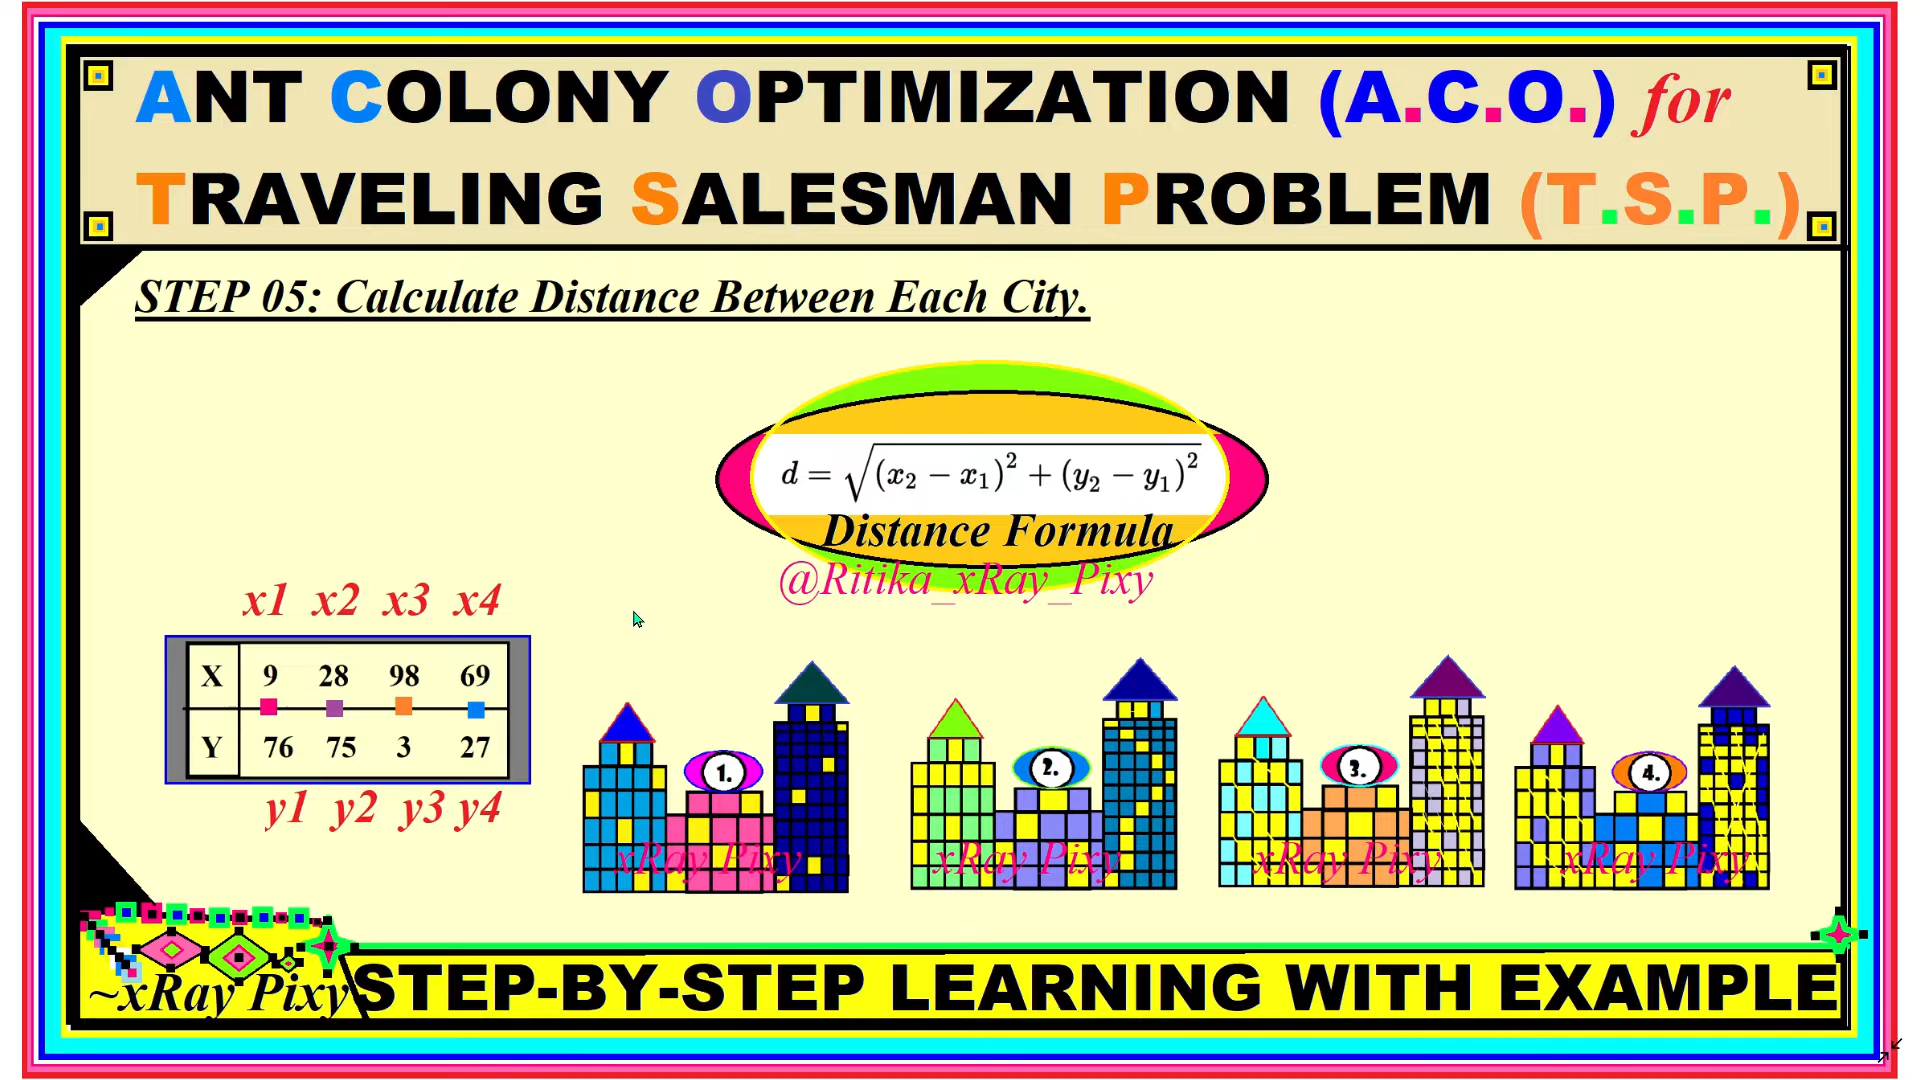 ANT COLONY OPTIMIZATION (A.C.O.) for
TRAVELING SALESMAN PROBLEM (T.S.P.)
STEP 05: Calculate Distance Between Each City.
d = √(x₂ − x₁)² + (y₂ − y₁)²
Distance Formula
@Ritika_xRay_Pixy
x1 x2 x3 x4
X 9 28 98 69
Y 76 75 3 27
y1 y2 y3 y4
1. 2. 3. 4.
xRay Pixy xRay Pixy xRay Pixy xRay Pixy
~xRay Pixy
STEP-BY-STEP LEARNING WITH EXAMPLE